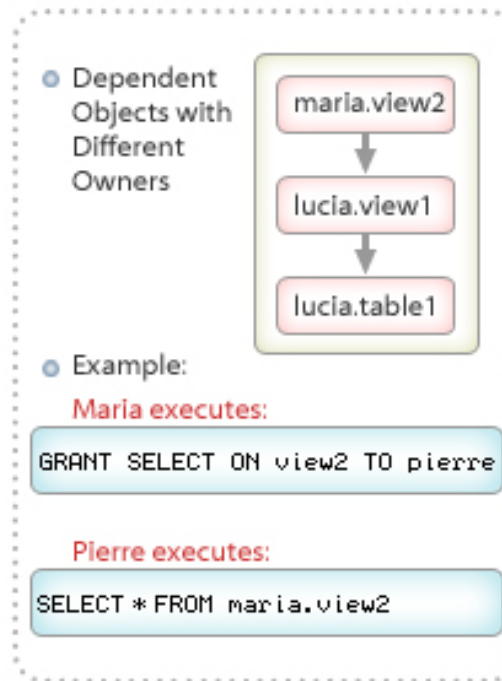 Dependent
Objects with
Different
Owners
maria.view2
lucia.view1
lucia.table1
Example:
Maria executes:
GRANT SELECT ON view2 TO pierre
Pierre executes:
SELECT * FROM maria.view2